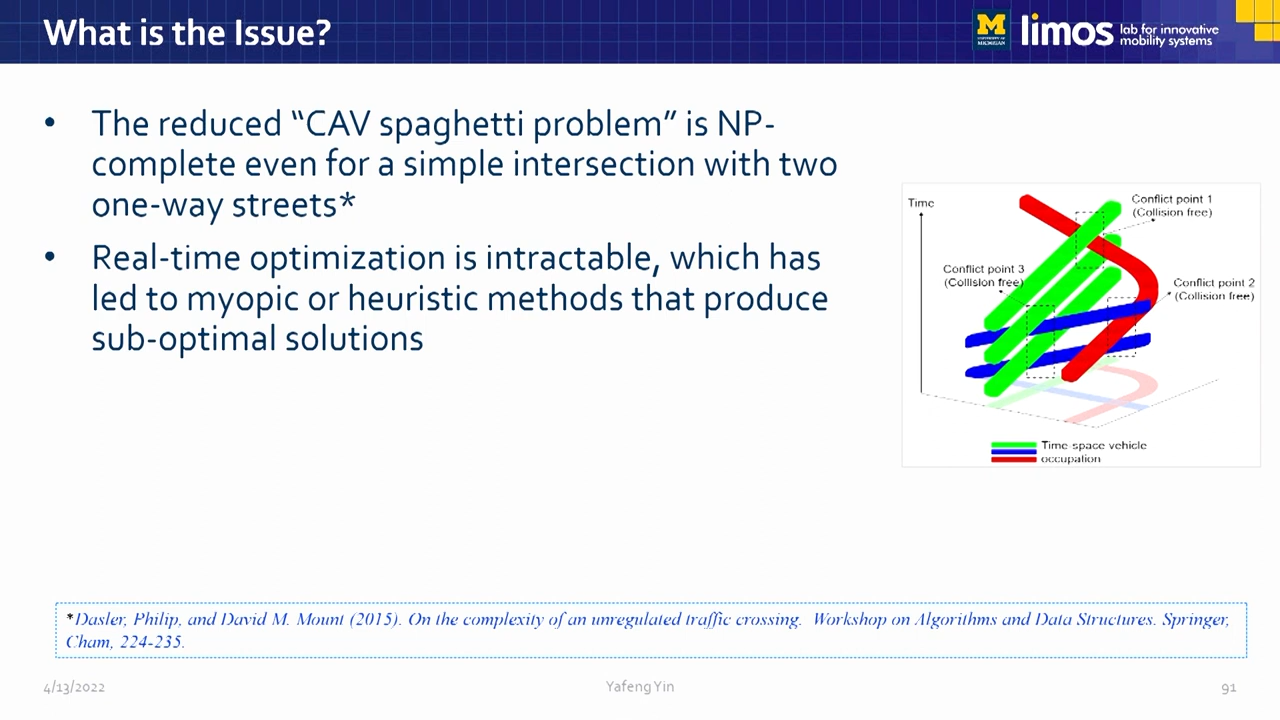 What is the Issue?
M
UNIVERSITY OF
MICHIGAN
limos
lab for innovative
mobility systems
• The reduced “CAV spaghetti problem” is NP-
complete even for a simple intersection with two
one-way streets*
• Real-time optimization is intractable, which has
led to myopic or heuristic methods that produce
sub-optimal solutions
Time
Conflict point 1
(Collision free)
Conflict point 3
(Collision free)
Conflict point 2
(Collision free)
Time-space vehicle
occupation
*Dasler, Philip, and David M. Mount (2015). On the complexity of an unregulated traffic crossing. Workshop on Algorithms and Data Structures. Springer,
Cham, 224-235.
4/13/2022
Yafeng Yin
91